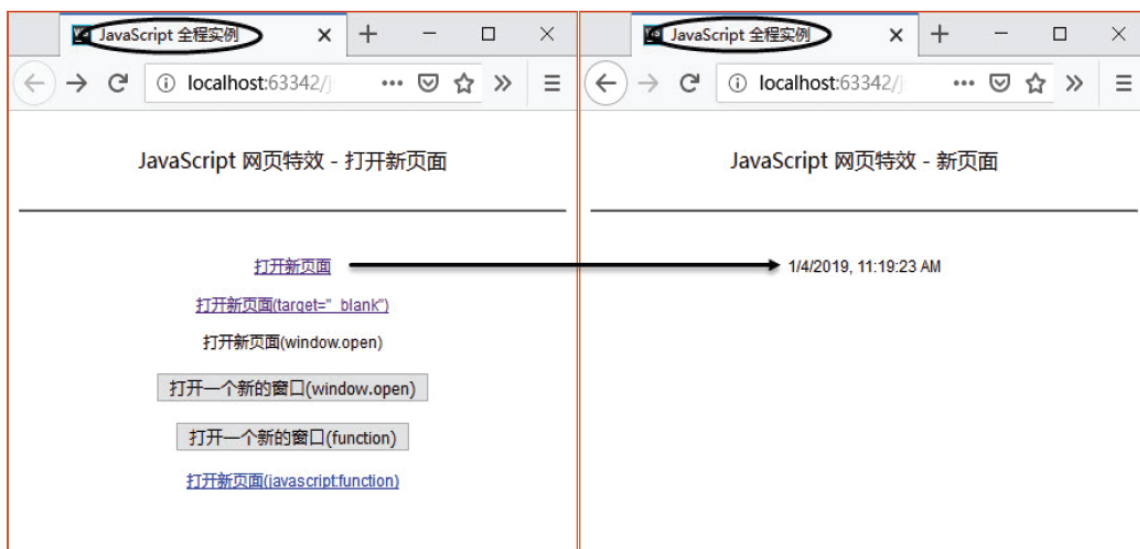 JavaScript 全程实例
localhost:63342/j
JavaScript 网页特效 - 打开新页面
打开新页面
打开新页面(target="_blank")
打开新页面(window.open)
打开一个新的窗口(window.open)
打开一个新的窗口(function)
打开新页面(javascript:function)
JavaScript 全程实例
localhost:63342/j
JavaScript 网页特效 - 新页面
1/4/2019, 11:19:23 AM